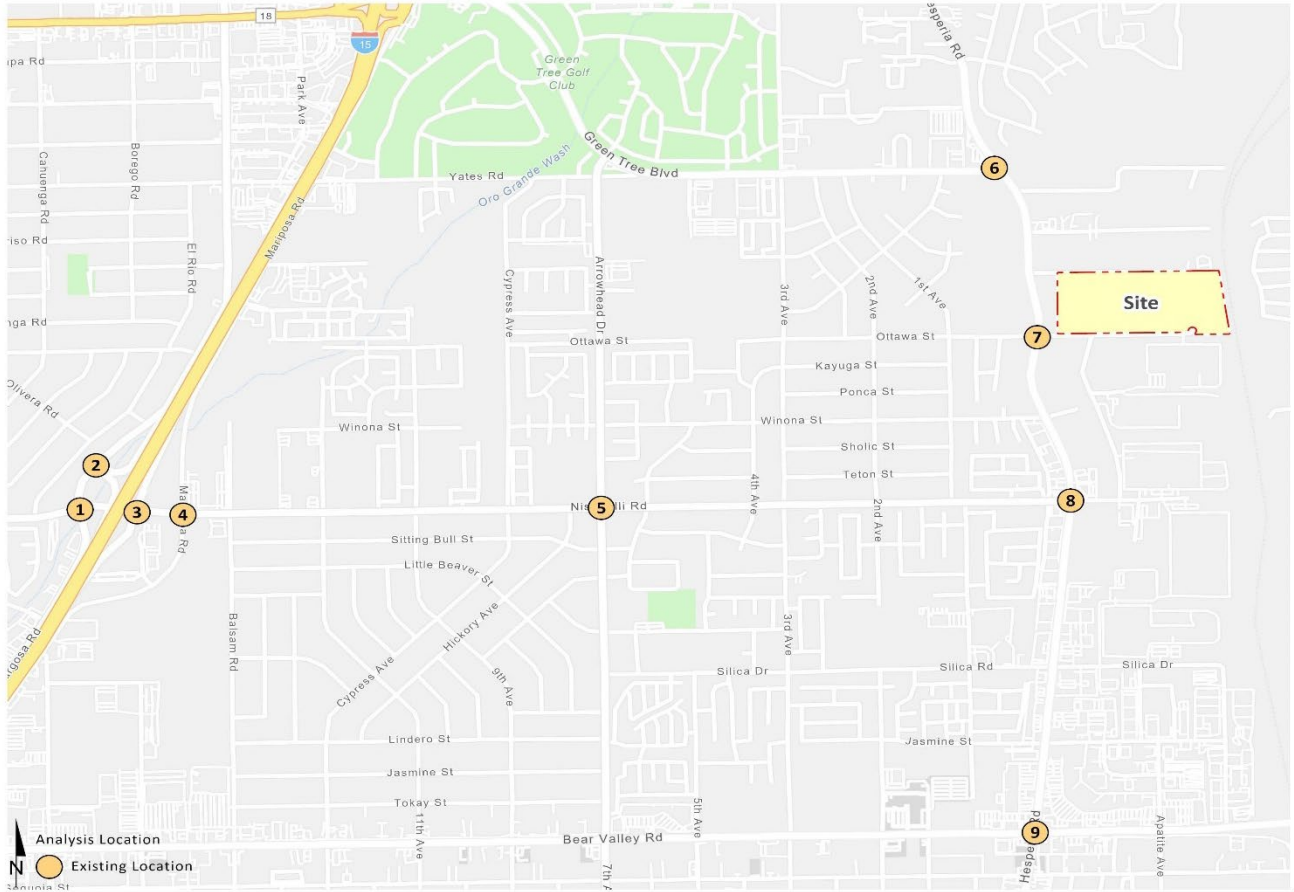 18
15
Hesperia Rd
Green
Tree Golf
Club
Park Ave
Cahuenga Rd
Borego Rd
Green Tree Blvd
Oro Grande Wash
Yates Rd
6
Mariposa Rd
El Rio Rd
Cypress Ave
Arrowhead Dr
3rd Ave
2nd Ave
1st Ave
Site
7
Ottawa St
Ottawa St
Kayuga St
Ponca St
Olivera Rd
Winona St
Winona St
Sholic St
Teton St
2
1
3
4
5
8
4th Ave
2nd Ave
Sitting Bull St
Little Beaver St
Hickory Ave
Balsam Rd
Cypress Ave
9th Ave
3rd Ave
Silica Dr
Silica Rd
Silica Dr
Lindero St
Jasmine St
Jasmine St
Tokay St
11th Ave
5th Ave
Apatite Ave
Bear Valley Rd
9
7th A
Analysis Location
N
Existing Location